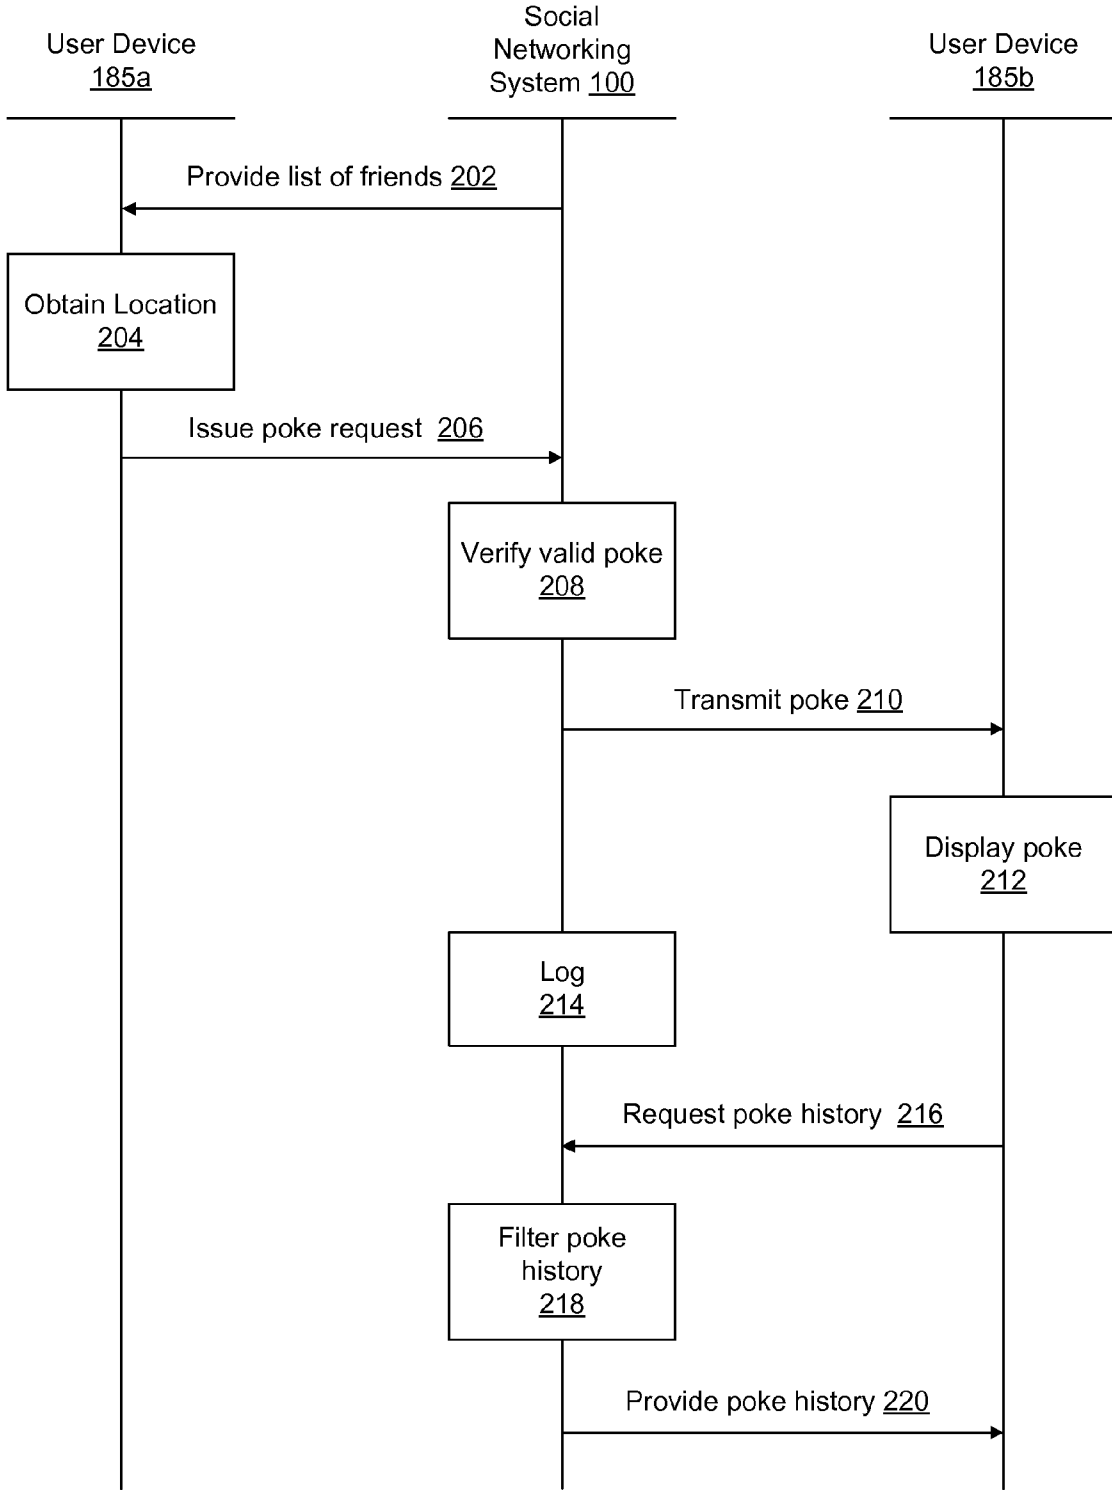 User Device
185a
Social
Networking
System 100
User Device
185b
Provide list of friends 202
Obtain Location
204
Issue poke request 206
Verify valid poke
208
Transmit poke 210
Display poke
212
Log
214
Request poke history 216
Filter poke
history
218
Provide poke history 220